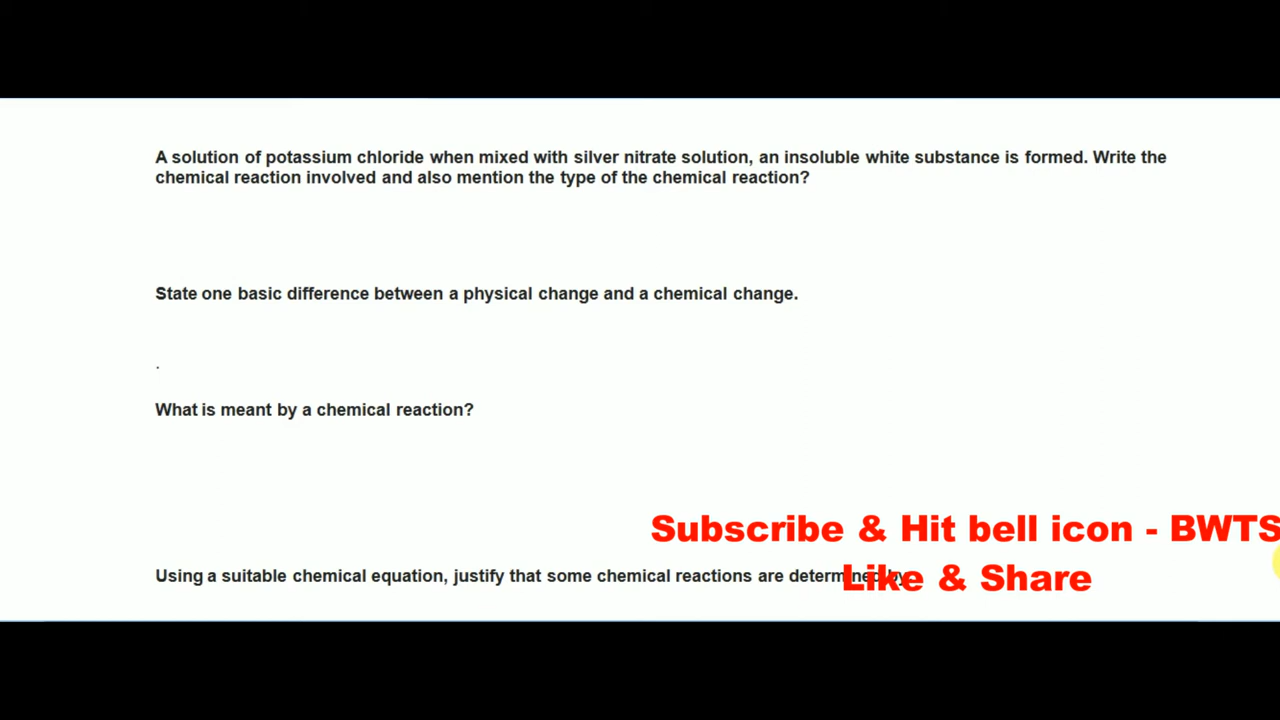 A solution of potassium chloride when mixed with silver nitrate solution, an insoluble white substance is formed. Write the
chemical reaction involved and also mention the type of the chemical reaction?
State one basic difference between a physical change and a chemical change.
.
What is meant by a chemical reaction?
Subscribe & Hit bell icon - BWTS
Using a suitable chemical equation, justify that some chemical reactions are determined by
Like & Share